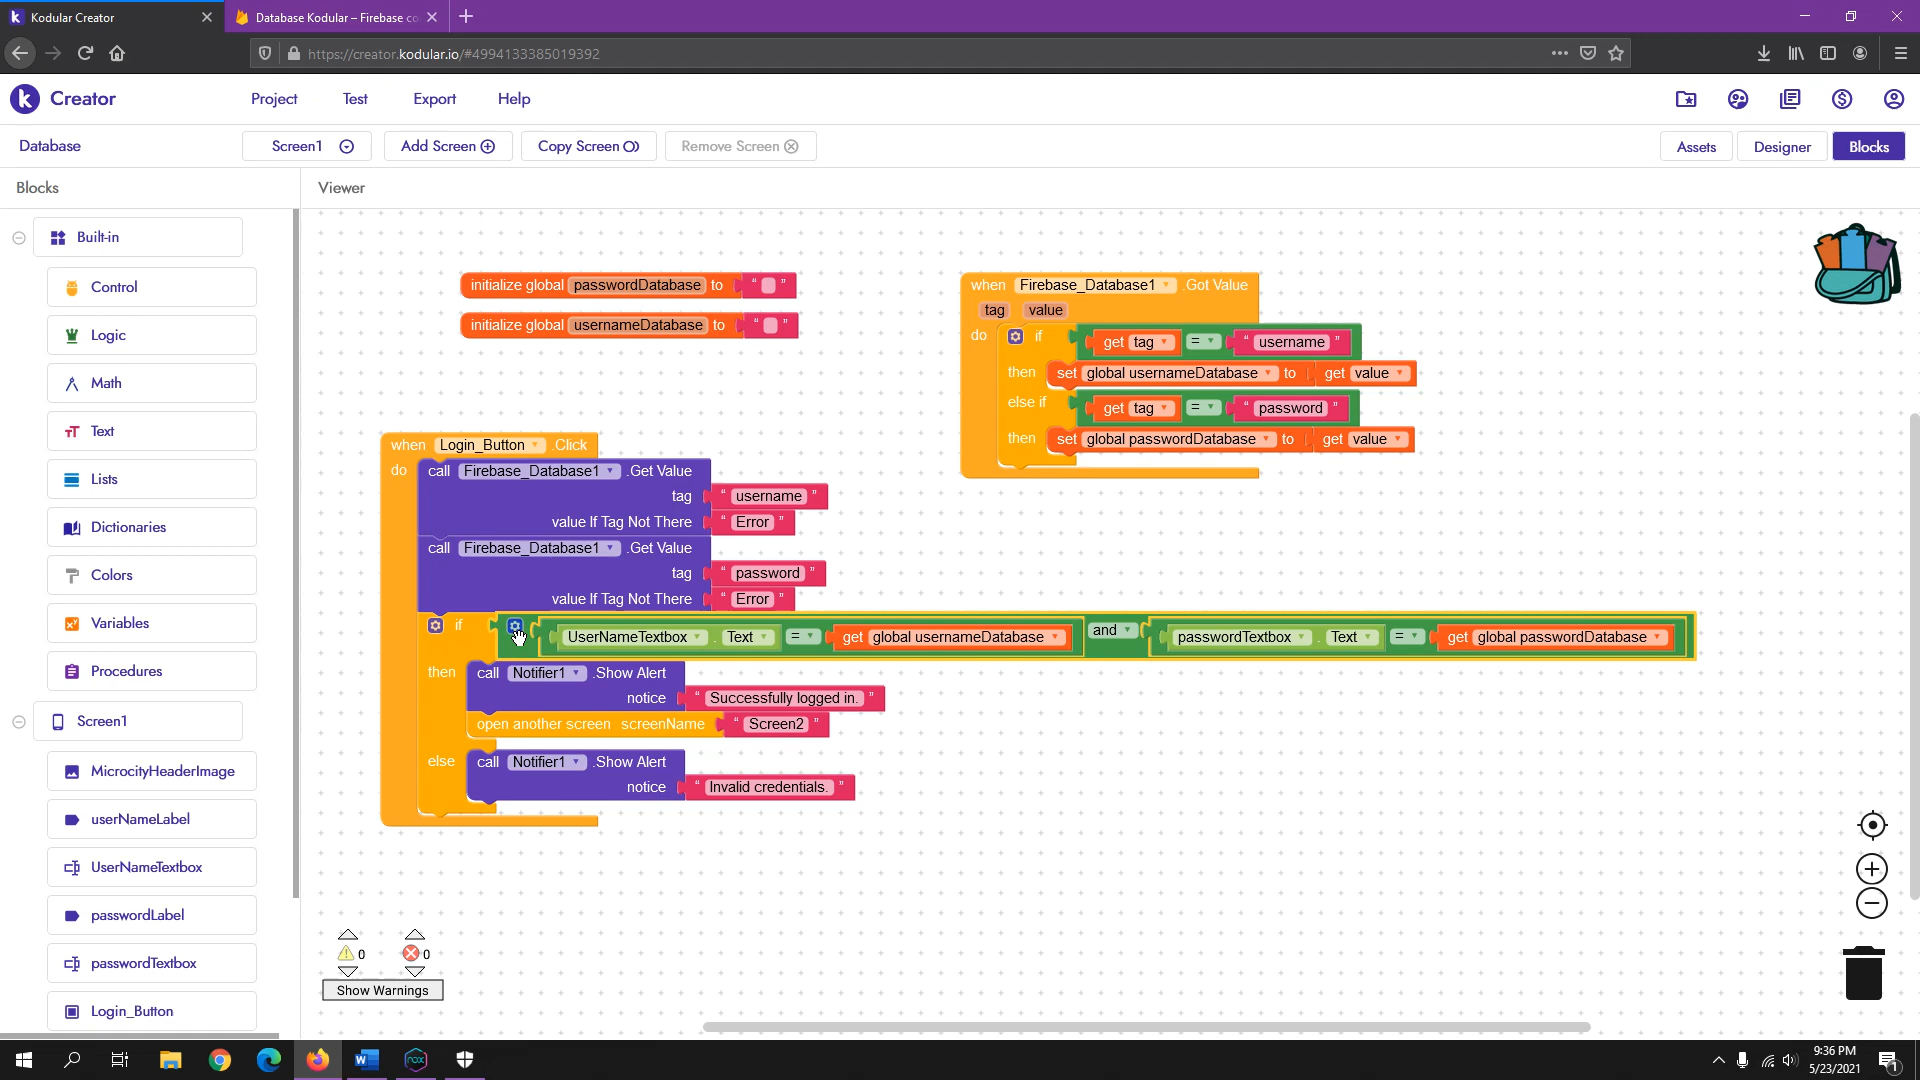 Kodular Creator
Database Kodular – Firebase co
https://creator.kodular.io/#4994133385019392
Creator
Project
Test
Export
Help
Database
Screen1
Add Screen
Copy Screen
Remove Screen
Assets
Designer
Blocks
Blocks
Viewer
Built-in
Control
Logic
Math
Text
Lists
Dictionaries
Colors
Variables
Procedures
Screen1
MicrocityHeaderImage
userNameLabel
UserNameTextbox
passwordLabel
passwordTextbox
Login_Button
initialize global passwordDatabase to " "
initialize global usernameDatabase to " "
when Firebase_Database1 .Got Value
tag value
do if get tag = " username "
then set global usernameDatabase to get value
else if get tag = " password "
then set global passwordDatabase to get value
when Login_Button .Click
do call Firebase_Database1 .Get Value
tag " username "
value If Tag Not There " Error "
call Firebase_Database1 .Get Value
tag " password "
value If Tag Not There " Error "
if UserNameTextbox . Text = get global usernameDatabase and passwordTextbox . Text = get global passwordDatabase
then call Notifier1 .Show Alert
notice " Successfully logged in. "
open another screen screenName " Screen2 "
else call Notifier1 .Show Alert
notice " Invalid credentials. "
0 0
Show Warnings
9:36 PM
5/23/2021
1